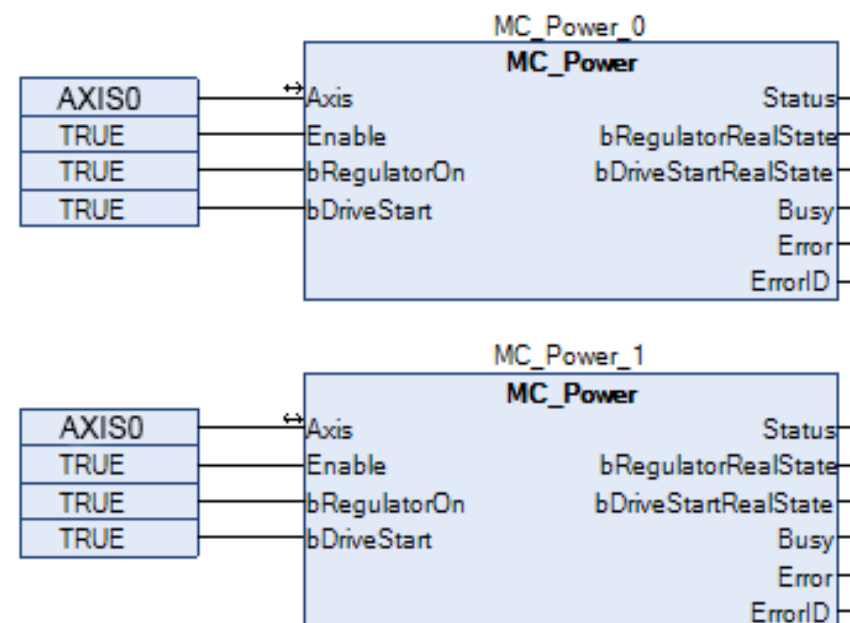 MC_Power_0
MC_Power
AXIS0 Axis Status
TRUE Enable bRegulatorRealState
TRUE bRegulatorOn bDriveStartRealState
TRUE bDriveStart Busy
Error
ErrorID
MC_Power_1
MC_Power
AXIS0 Axis Status
TRUE Enable bRegulatorRealState
TRUE bRegulatorOn bDriveStartRealState
TRUE bDriveStart Busy
Error
ErrorID